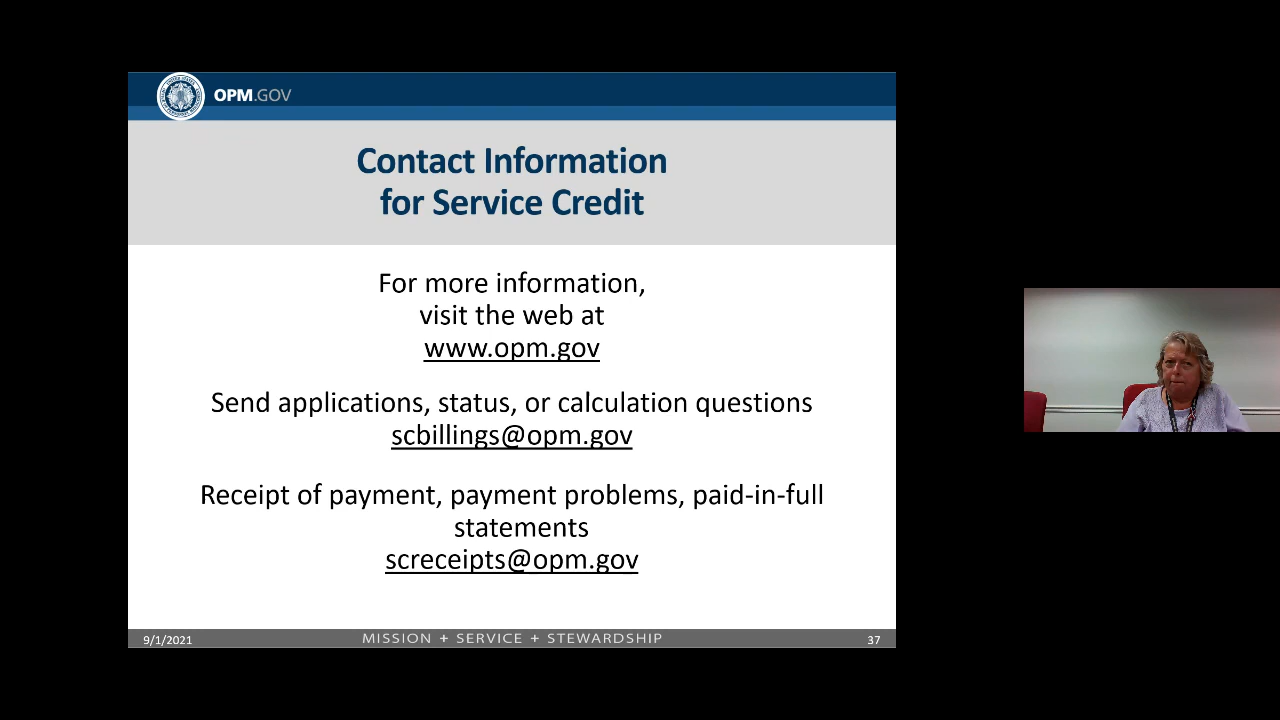 OPM.GOV
Contact Information
for Service Credit
For more information,
visit the web at
www.opm.gov
Send applications, status, or calculation questions
scbillings@opm.gov
Receipt of payment, payment problems, paid-in-full
statements
screceipts@opm.gov
9/1/2021
MISSION + SERVICE + STEWARDSHIP
37